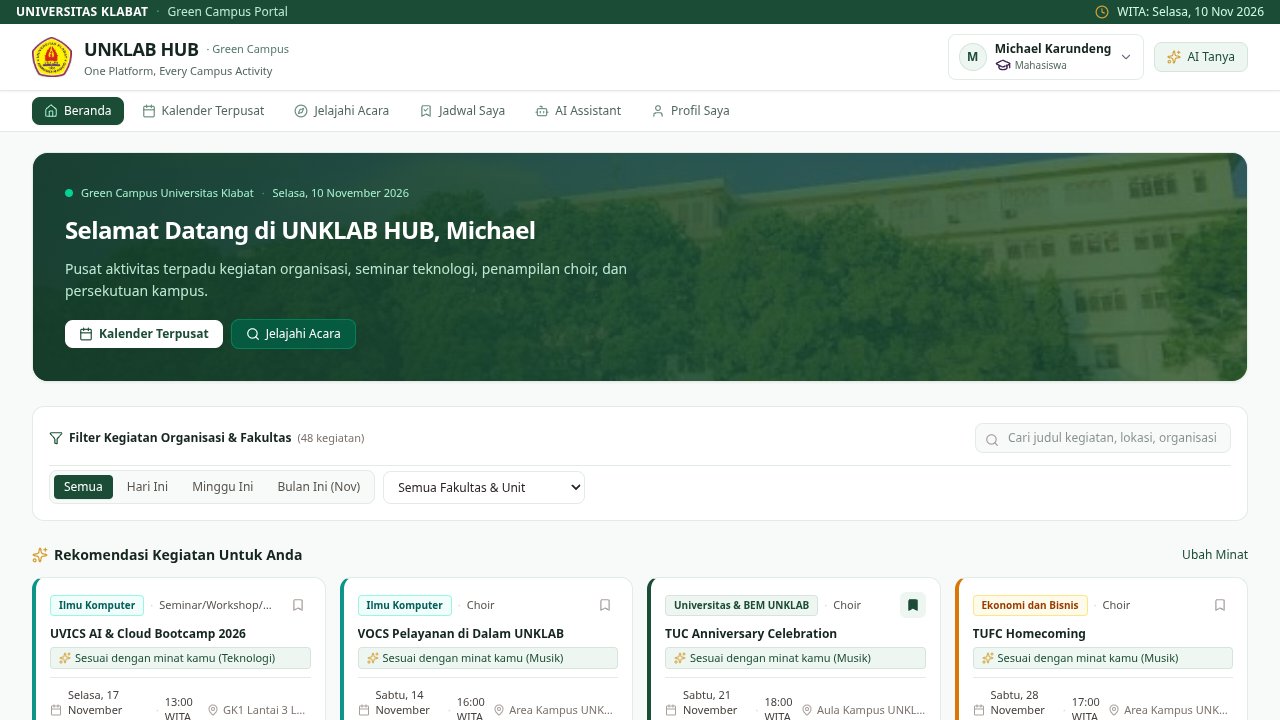 UNIVERSITAS KLABAT · Green Campus Portal
WITA: Selasa, 10 Nov 2026
UNKLAB HUB · Green Campus
One Platform, Every Campus Activity
M
Michael Karundeng
Mahasiswa
AI Tanya
Beranda
Kalender Terpusat
Jelajahi Acara
Jadwal Saya
AI Assistant
Profil Saya
Green Campus Universitas Klabat · Selasa, 10 November 2026
Selamat Datang di UNKLAB HUB, Michael
Pusat aktivitas terpadu kegiatan organisasi, seminar teknologi, penampilan choir, dan
persekutuan kampus.
Kalender Terpusat
Jelajahi Acara
Filter Kegiatan Organisasi & Fakultas (48 kegiatan)
Cari judul kegiatan, lokasi, organisasi
Semua
Hari Ini
Minggu Ini
Bulan Ini (Nov)
Semua Fakultas & Unit
Rekomendasi Kegiatan Untuk Anda
Ubah Minat
Ilmu Komputer · Seminar/Workshop/...
UVICS AI & Cloud Bootcamp 2026
Sesuai dengan minat kamu (Teknologi)
Selasa, 17
November
· 13:00
WITA
GK1 Lantai 3 L...
Ilmu Komputer · Choir
VOCS Pelayanan di Dalam UNKLAB
Sesuai dengan minat kamu (Musik)
Sabtu, 14
November
· 16:00
WITA
Area Kampus UNK...
Universitas & BEM UNKLAB · Choir
TUC Anniversary Celebration
Sesuai dengan minat kamu (Musik)
Sabtu, 21
November
· 18:00
WITA
Aula Kampus UNKL...
Ekonomi dan Bisnis · Choir
TUFC Homecoming
Sesuai dengan minat kamu (Musik)
Sabtu, 28
November
· 17:00
WITA
Area Kampus UNK...